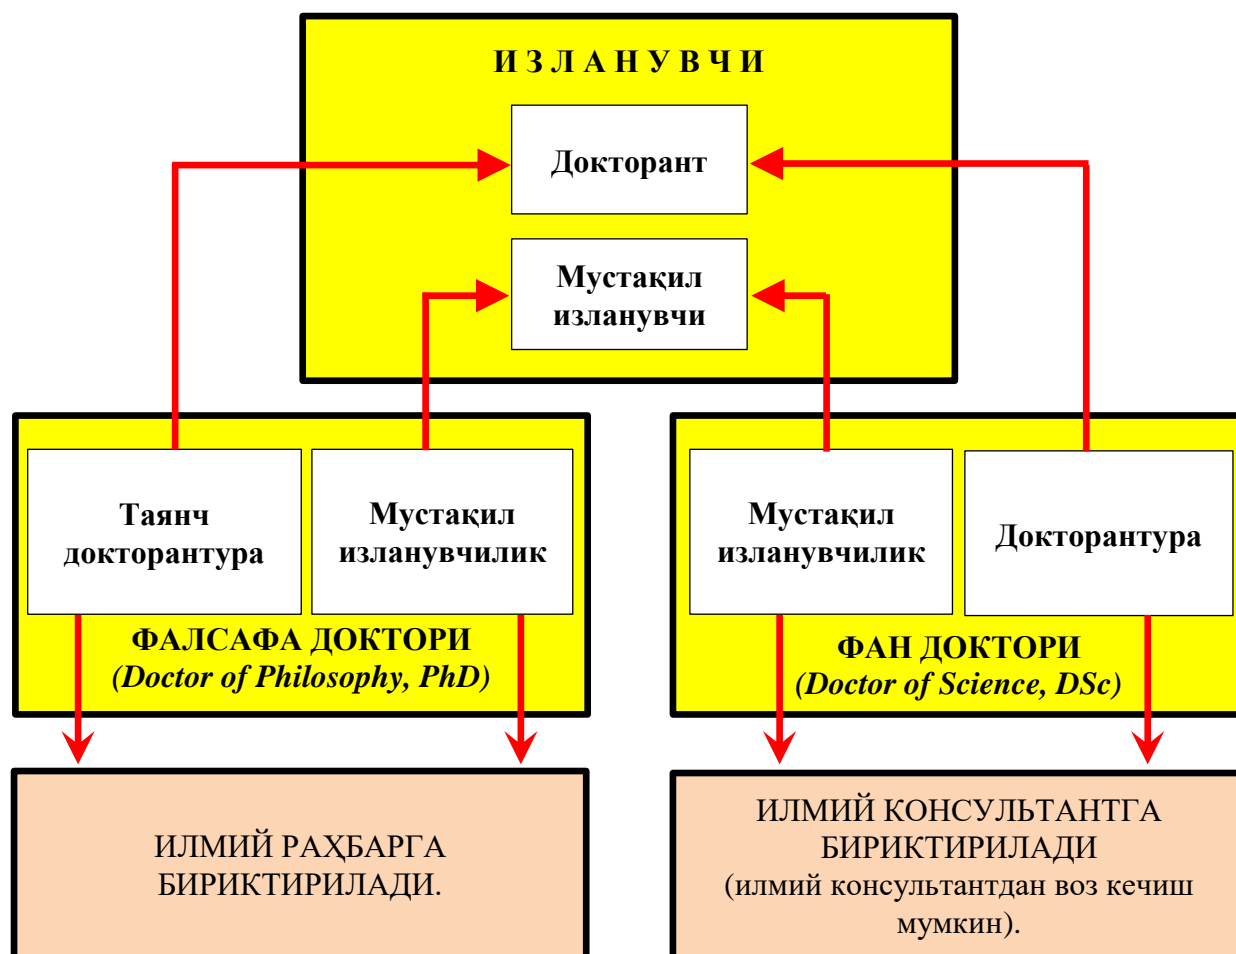 ИЗЛАНУВЧИ
Докторант
Мустақил
изланувчи
Таянч
докторантура
Мустақил
изланувчилик
ФАЛСАФА ДОКТОРИ
(Doctor of Philosophy, PhD)
Мустақил
изланувчилик
Докторантура
ФАН ДОКТОРИ
(Doctor of Science, DSc)
ИЛМИЙ РАҲБАРГА
БИРИКТИРИЛАДИ.
ИЛМИЙ КОНСУЛЬТАНТГА
БИРИКТИРИЛАДИ
(илмий консультантдан воз кечиш
мумкин).